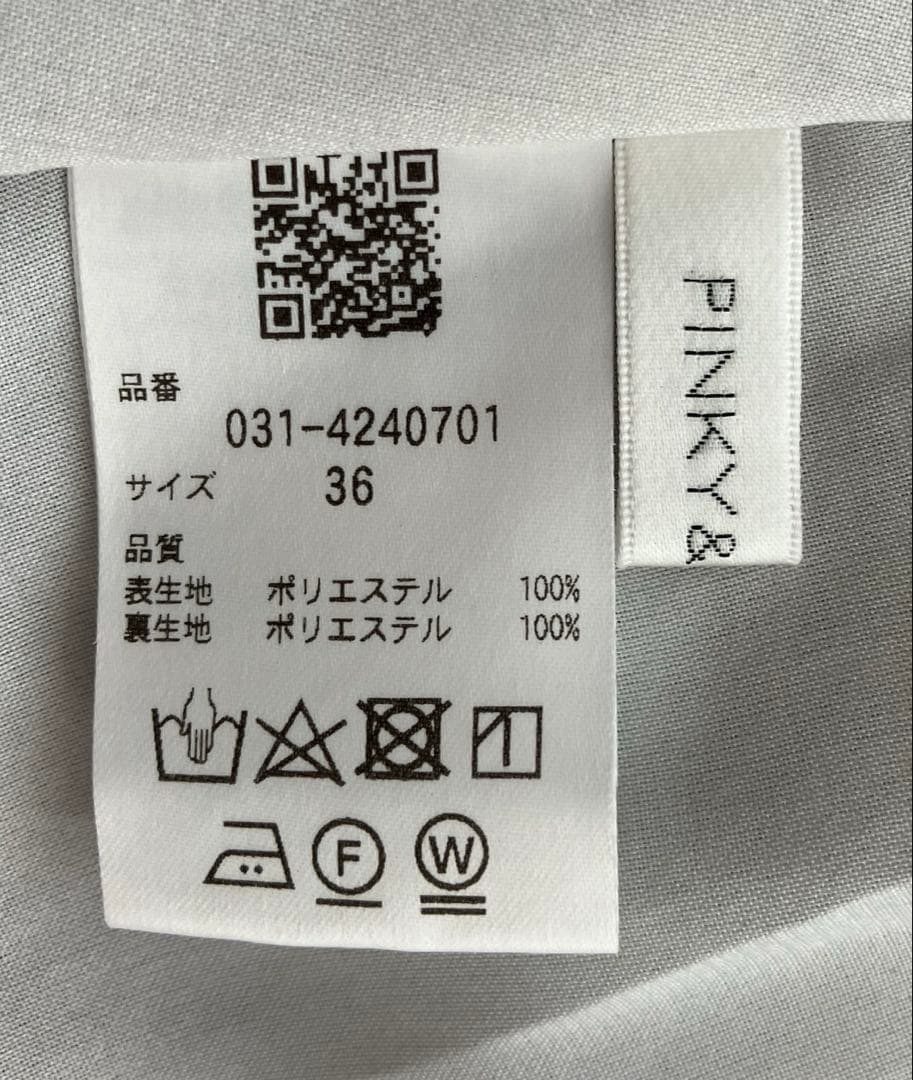 品番
031-4240701
サイズ 36
品質
表生地 ポリエステル 100%
裏生地 ポリエステル 100%
F W
PINKY&